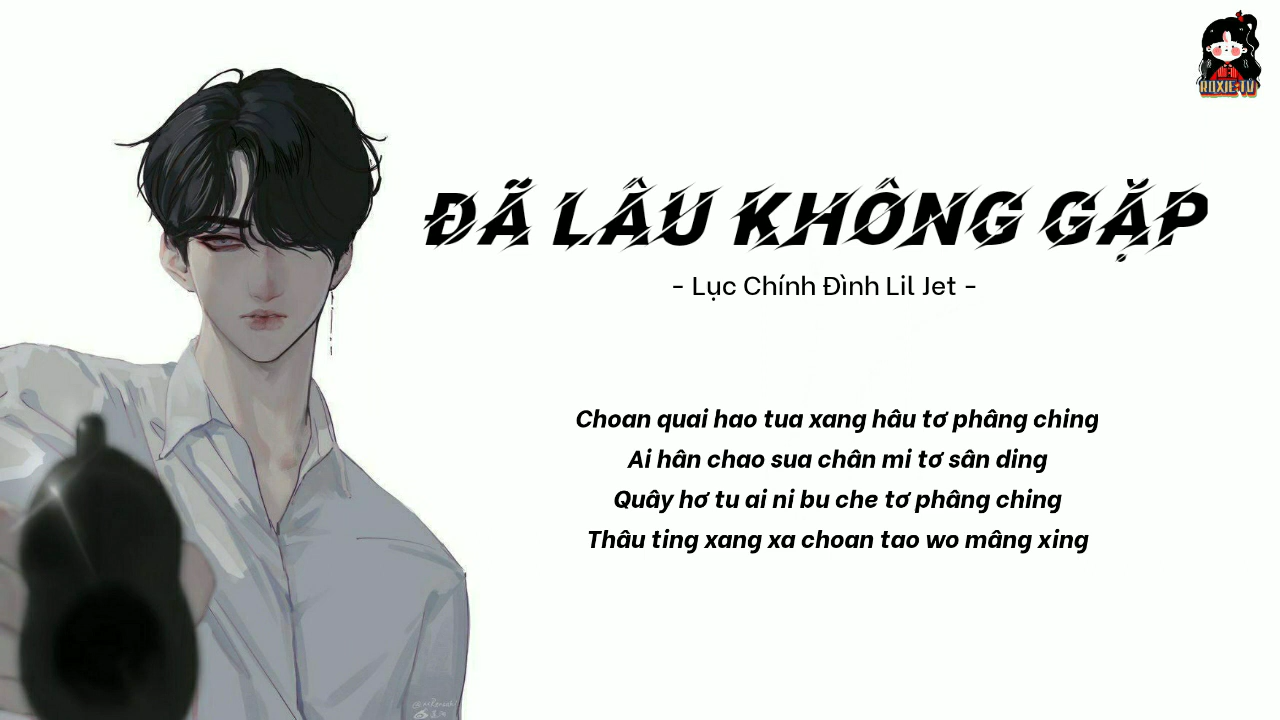 ROXIE TÚ
ĐÃ LÂU KHÔNG GẶP
- Lục Chính Đình Lil Jet -
Choan quai hao tua xang hâu tơ phâng ching
Ai hân chao sua chân mi tơ sân ding
Quây hơ tu ai ni bu che tơ phâng ching
Thâu ting xang xa choan tao wo mâng xing